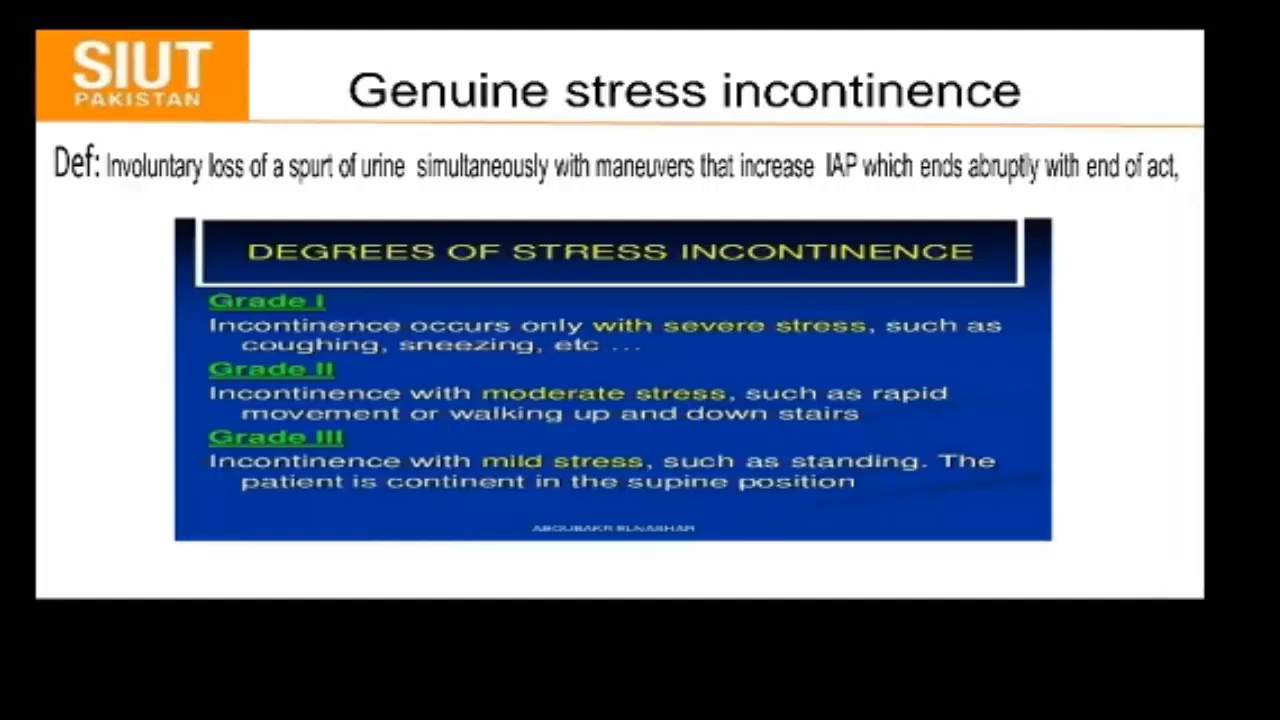 SIUT
PAKISTAN
Genuine stress incontinence
Def: Involuntary loss of a spurt of urine simultaneously with maneuvers that increase IAP which ends abruptly with end of act,
DEGREES OF STRESS INCONTINENCE
Grade I
Incontinence occurs only with severe stress, such as
coughing, sneezing, etc ...
Grade II
Incontinence with moderate stress, such as rapid
movement or walking up and down stairs
Grade III
Incontinence with mild stress, such as standing. The
patient is continent in the supine position
ABOUBAKR ELNASHAR